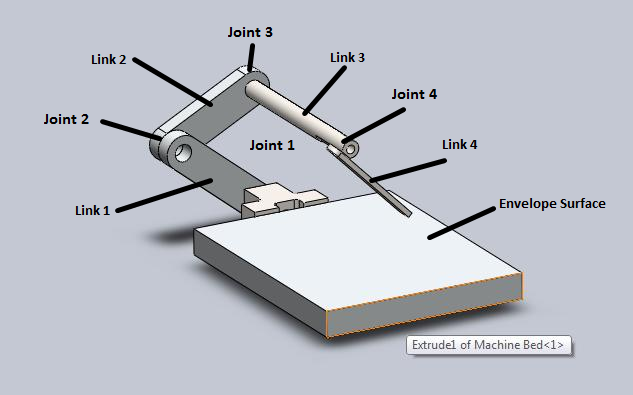 Joint 3
Link 2
Link 3
Joint 4
Joint 2
Joint 1
Link 4
Link 1
Envelope Surface
Extrude1 of Machine Bed<1>